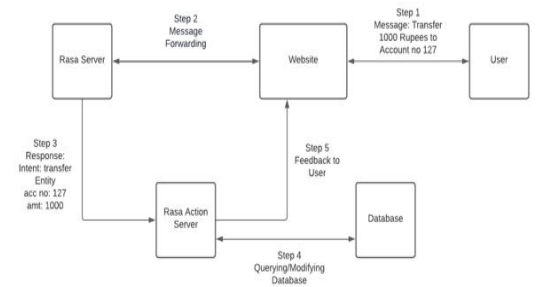 Step 1
Message: Transfer
1000 Rupees to
Account no 127
Step 2
Message
Forwarding
Rasa Server
Website
User
Step 3
Response:
Intent: transfer
Entity
acc no: 127
amt: 1000
Step 5
Feedback to
User
Rasa Action
Server
Database
Step 4
Querying/Modifying
Database